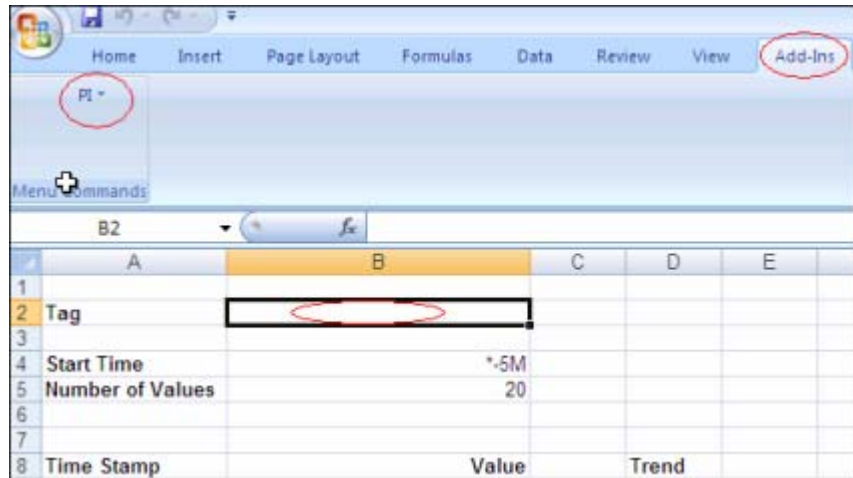 Home Insert Page Layout Formulas Data Review View Add-Ins
PI
Menu Commands
B2 fx
A B C D E
1
2 Tag
3
4 Start Time *-5M
5 Number of Values 20
6
7
8 Time Stamp Value Trend